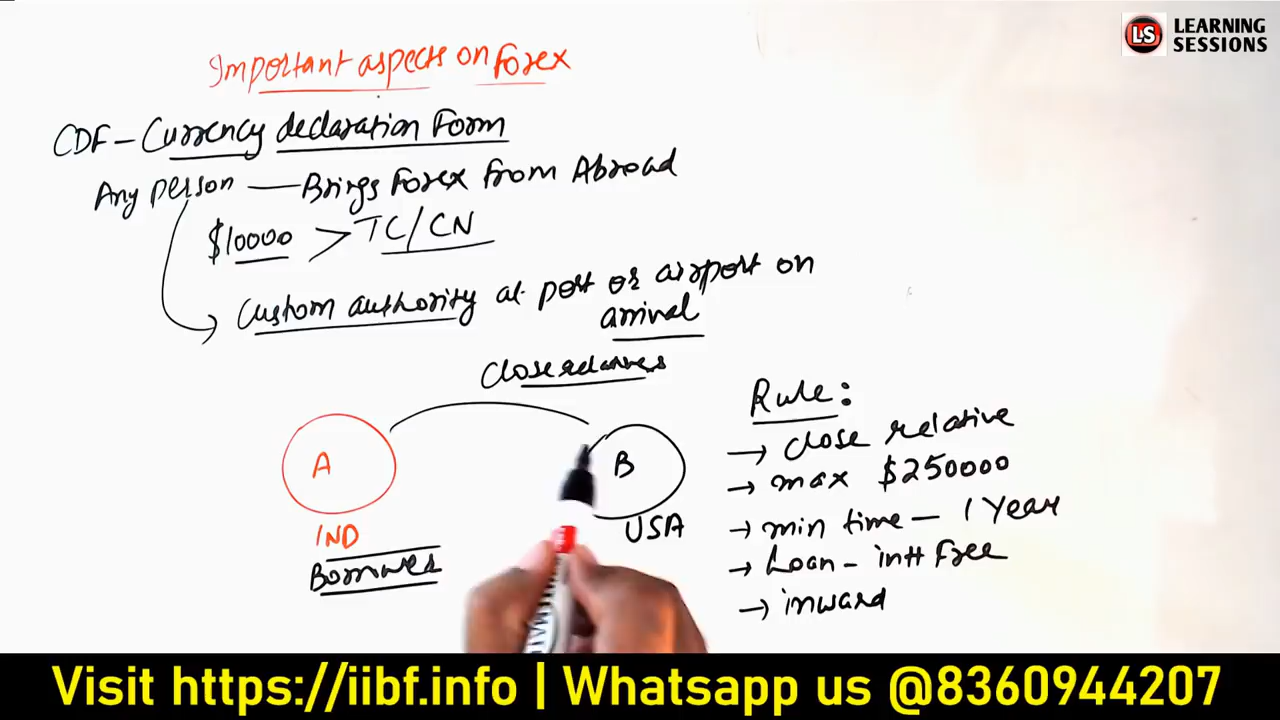 LS LEARNING SESSIONS
Important aspects on Forex
CDF - Currency declaration Form
Any person — Brings Forex from Abroad
$10000 > TC/CN
Custom authority at port or airport on
arrival
Close relatives
A
B
IND
USA
Borrower
Rule:
→ close relative
→ max $250000
→ min time - 1 Year
→ Loan - intt free
→ inward
Visit https://iibf.info | Whatsapp us @8360944207